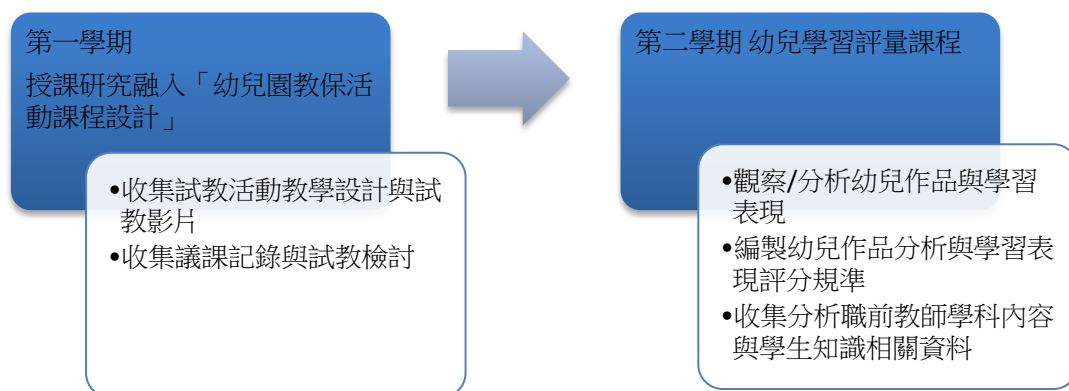 第一學期
授課研究融入「幼兒園教保活
動課程設計」
•收集試教活動教學設計與試
教影片
•收集議課記錄與試教檢討
第二學期 幼兒學習評量課程
•觀察/分析幼兒作品與學習
表現
•編製幼兒作品分析與學習表
現評分規準
•收集分析職前教師學科內容
與學生知識相關資料